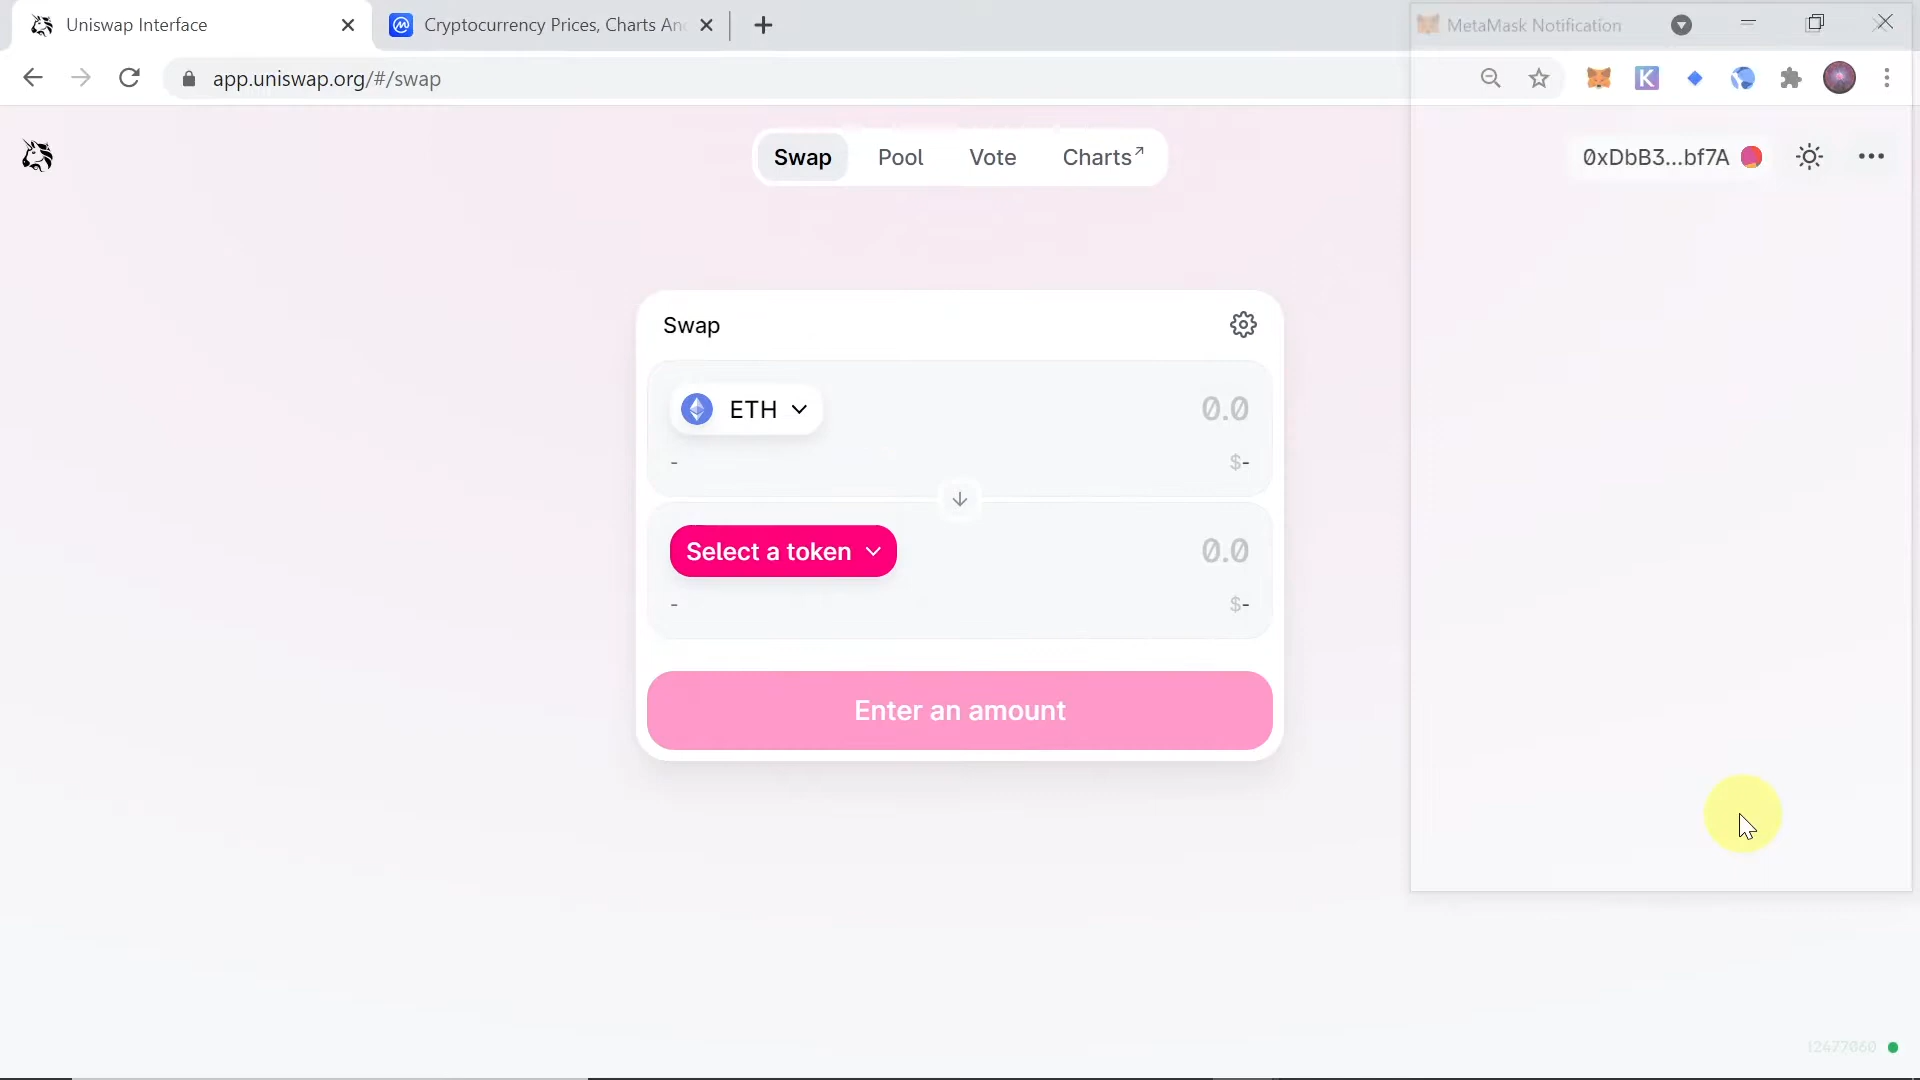 Uniswap Interface
Cryptocurrency Prices, Charts An
MetaMask Notification
app.uniswap.org/#/swap
K
Swap
Pool
Vote
Charts↗
0xDbB3...bf7A
Swap
ETH
0.0
-
$-
Select a token
0.0
-
$-
Enter an amount
12477060